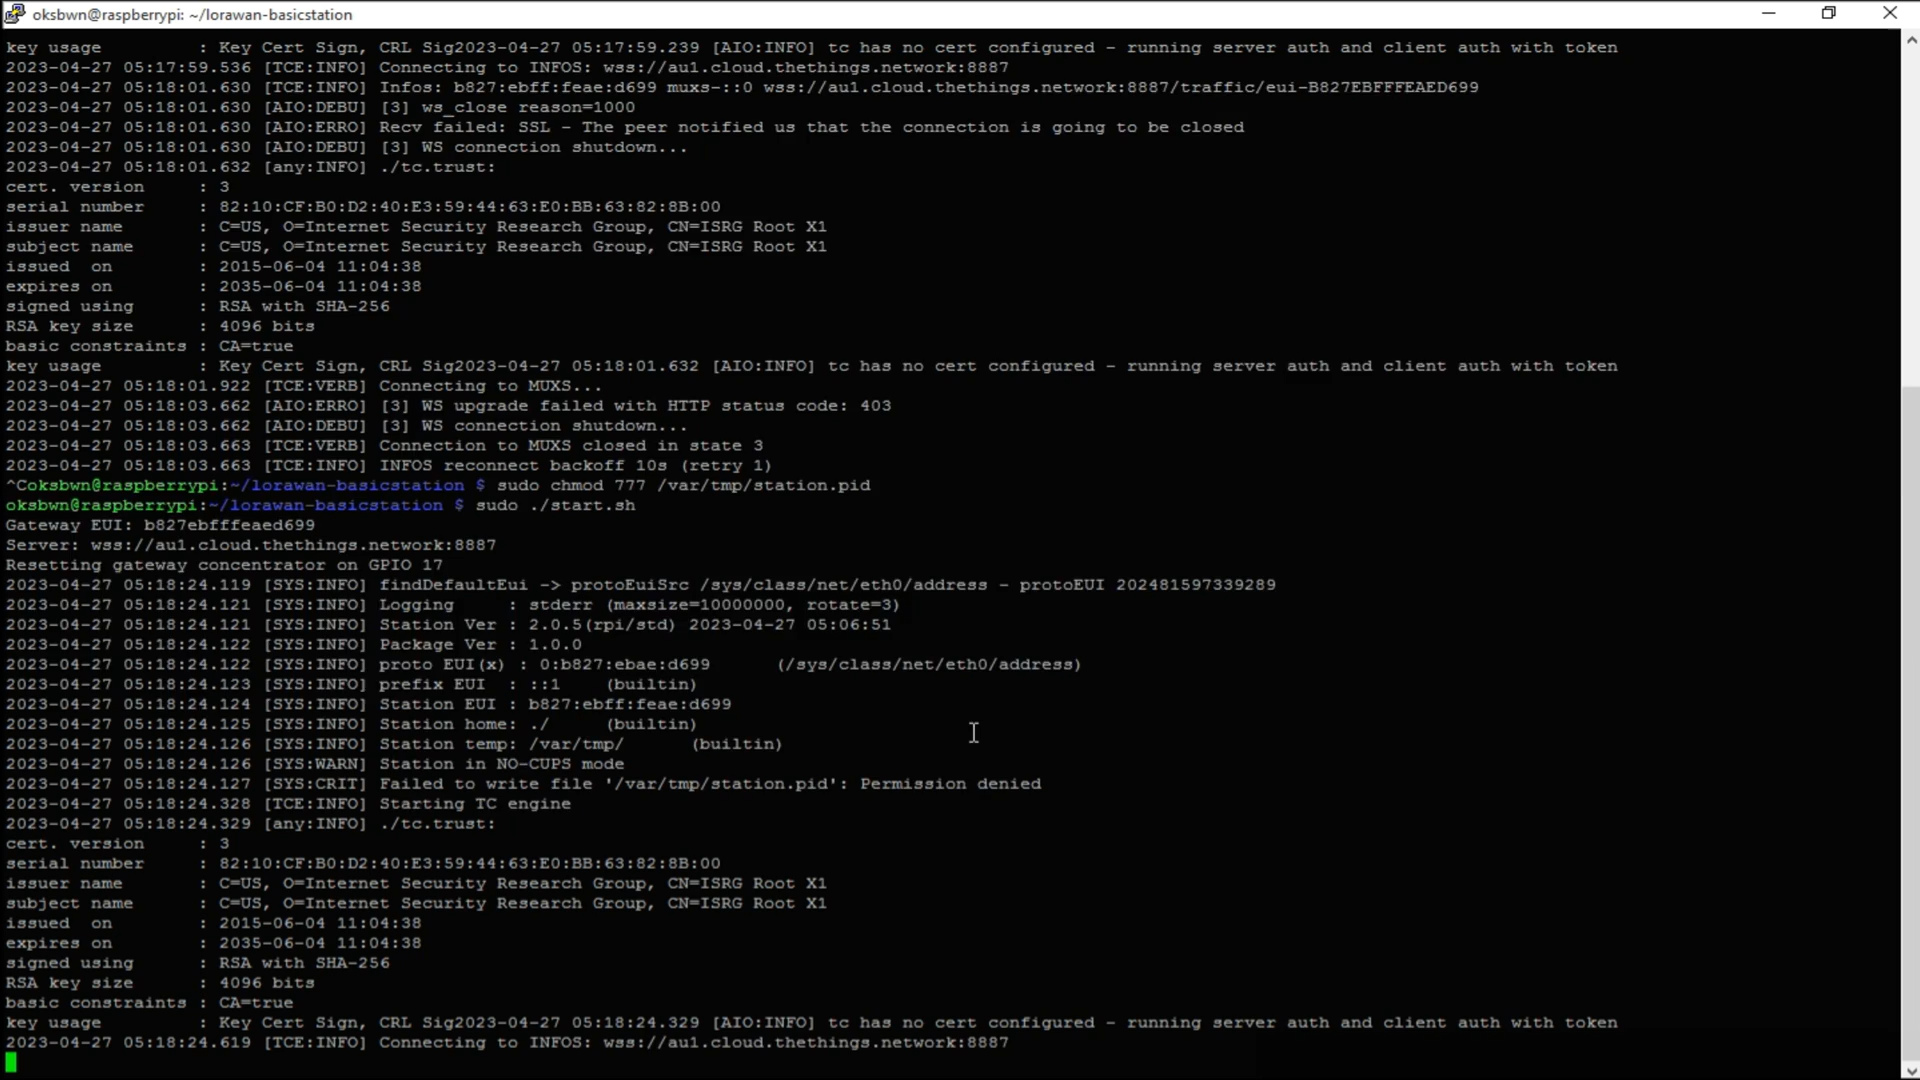 oksbwn@raspberrypi: ~/lorawan-basicstation
key usage         : Key Cert Sign, CRL Sig2023-04-27 05:17:59.239 [AIO:INFO] tc has no cert configured - running server auth and client auth with token
2023-04-27 05:17:59.536 [TCE:INFO] Connecting to INFOS: wss://au1.cloud.thethings.network:8887
2023-04-27 05:18:01.630 [TCE:INFO] Infos: b827:ebff:feae:d699 muxs-::0 wss://au1.cloud.thethings.network:8887/traffic/eui-B827EBFFFEAED699
2023-04-27 05:18:01.630 [AIO:DEBU] [3] ws_close reason=1000
2023-04-27 05:18:01.630 [AIO:ERRO] Recv failed: SSL - The peer notified us that the connection is going to be closed
2023-04-27 05:18:01.630 [AIO:DEBU] [3] WS connection shutdown...
2023-04-27 05:18:01.632 [any:INFO] ./tc.trust:
cert. version     : 3
serial number     : 82:10:CF:B0:D2:40:E3:59:44:63:E0:BB:63:82:8B:00
issuer name       : C=US, O=Internet Security Research Group, CN=ISRG Root X1
subject name      : C=US, O=Internet Security Research Group, CN=ISRG Root X1
issued  on        : 2015-06-04 11:04:38
expires on        : 2035-06-04 11:04:38
signed using      : RSA with SHA-256
RSA key size      : 4096 bits
basic constraints : CA=true
key usage         : Key Cert Sign, CRL Sig2023-04-27 05:18:01.632 [AIO:INFO] tc has no cert configured - running server auth and client auth with token
2023-04-27 05:18:01.922 [TCE:VERB] Connecting to MUXS...
2023-04-27 05:18:03.662 [AIO:ERRO] [3] WS upgrade failed with HTTP status code: 403
2023-04-27 05:18:03.662 [AIO:DEBU] [3] WS connection shutdown...
2023-04-27 05:18:03.663 [TCE:VERB] Connection to MUXS closed in state 3
2023-04-27 05:18:03.663 [TCE:INFO] INFOS reconnect backoff 10s (retry 1)
^Coksbwn@raspberrypi:~/lorawan-basicstation $ sudo chmod 777 /var/tmp/station.pid
oksbwn@raspberrypi:~/lorawan-basicstation $ sudo ./start.sh
Gateway EUI: b827ebfffeaed699
Server: wss://au1.cloud.thethings.network:8887
Resetting gateway concentrator on GPIO 17
2023-04-27 05:18:24.119 [SYS:INFO] findDefaultEui -> protoEuiSrc /sys/class/net/eth0/address - protoEUI 202481597339289
2023-04-27 05:18:24.121 [SYS:INFO] Logging     : stderr (maxsize=10000000, rotate=3)
2023-04-27 05:18:24.121 [SYS:INFO] Station Ver : 2.0.5(rpi/std) 2023-04-27 05:06:51
2023-04-27 05:18:24.122 [SYS:INFO] Package Ver : 1.0.0
2023-04-27 05:18:24.122 [SYS:INFO] proto EUI(x) : 0:b827:ebae:d699      (/sys/class/net/eth0/address)
2023-04-27 05:18:24.123 [SYS:INFO] prefix EUI  : ::1    (builtin)
2023-04-27 05:18:24.124 [SYS:INFO] Station EUI : b827:ebff:feae:d699
2023-04-27 05:18:24.125 [SYS:INFO] Station home: ./     (builtin)
2023-04-27 05:18:24.126 [SYS:INFO] Station temp: /var/tmp/      (builtin)
2023-04-27 05:18:24.126 [SYS:WARN] Station in NO-CUPS mode
2023-04-27 05:18:24.127 [SYS:CRIT] Failed to write file '/var/tmp/station.pid': Permission denied
2023-04-27 05:18:24.328 [TCE:INFO] Starting TC engine
2023-04-27 05:18:24.329 [any:INFO] ./tc.trust:
cert. version     : 3
serial number     : 82:10:CF:B0:D2:40:E3:59:44:63:E0:BB:63:82:8B:00
issuer name       : C=US, O=Internet Security Research Group, CN=ISRG Root X1
subject name      : C=US, O=Internet Security Research Group, CN=ISRG Root X1
issued  on        : 2015-06-04 11:04:38
expires on        : 2035-06-04 11:04:38
signed using      : RSA with SHA-256
RSA key size      : 4096 bits
basic constraints : CA=true
key usage         : Key Cert Sign, CRL Sig2023-04-27 05:18:24.329 [AIO:INFO] tc has no cert configured - running server auth and client auth with token
2023-04-27 05:18:24.619 [TCE:INFO] Connecting to INFOS: wss://au1.cloud.thethings.network:8887